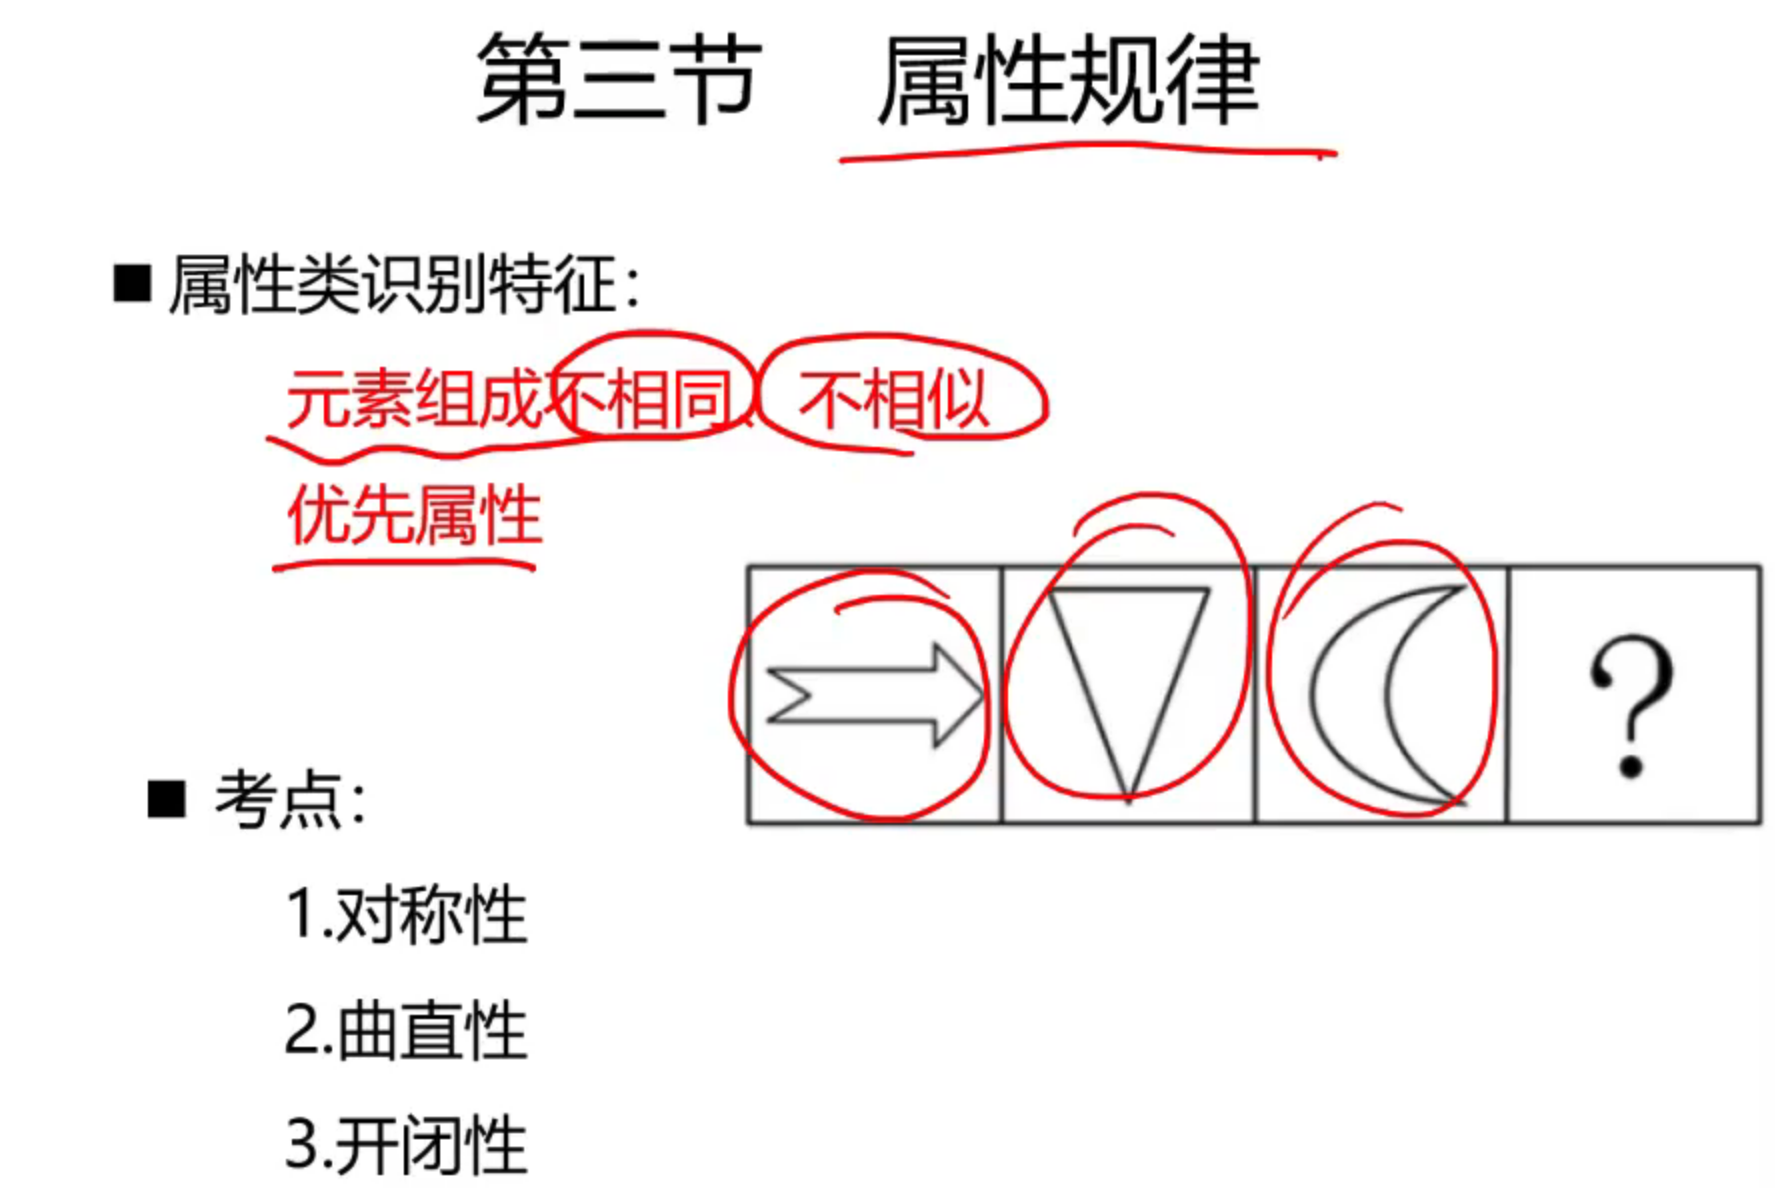 第三节 属性规律
■ 属性类识别特征：
元素组成不相同、不相似
优先属性
？
■ 考点：
1.对称性
2.曲直性
3.开闭性